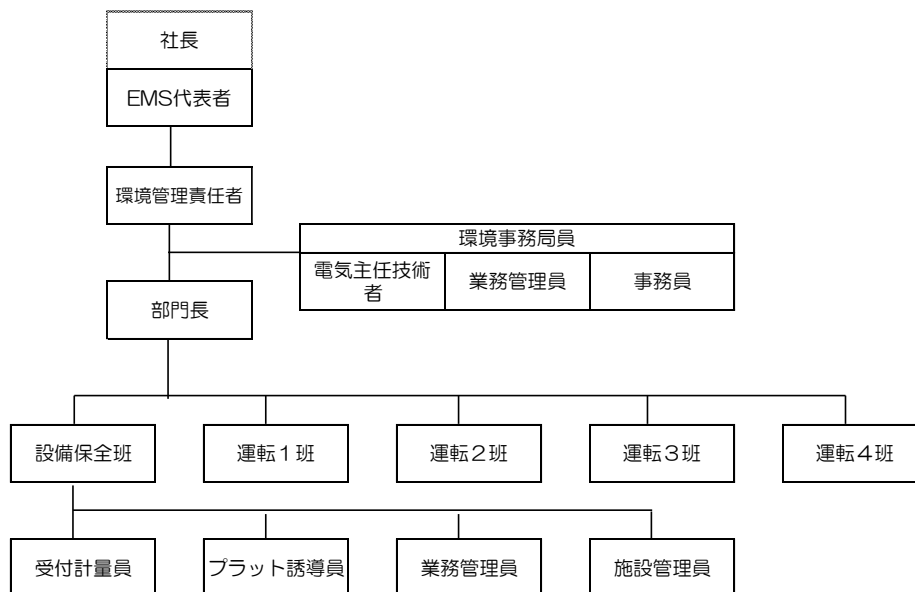 社長
EMS代表者
環境管理責任者
環境事務局員
電気主任技術
者
業務管理員
事務員
部門長
設備保全班
運転１班
運転２班
運転３班
運転４班
受付計量員
プラット誘導員
業務管理員
施設管理員